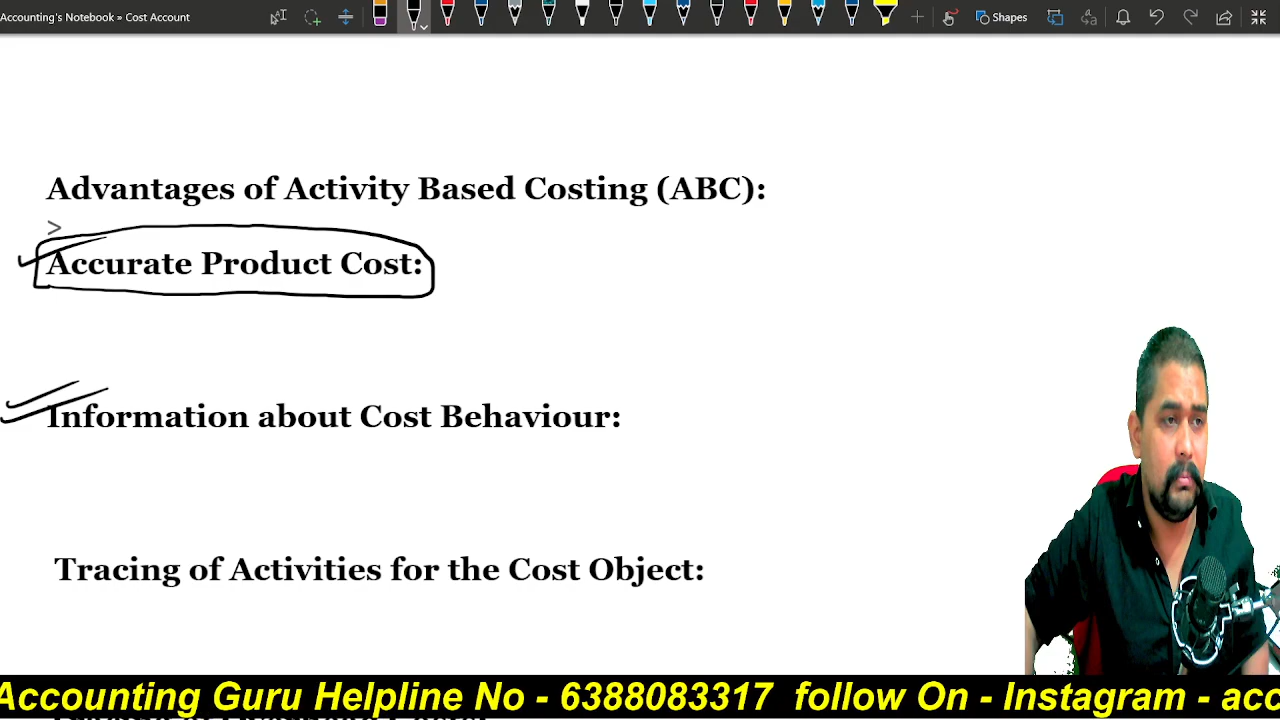 Accounting's Notebook » Cost Account
Shapes
Advantages of Activity Based Costing (ABC):
>
Accurate Product Cost:
Information about Cost Behaviour:
Tracing of Activities for the Cost Object:
Accounting Guru Helpline No - 6388083317 follow On - Instagram - acc